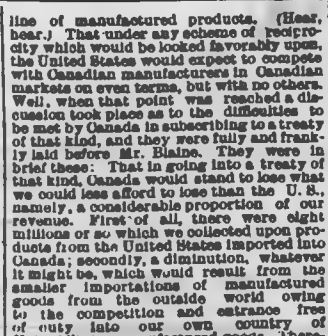 line of manufactured products. (Hear,
hear.) That under any scheme of recipro-
city which would be looked favorably upon,
the United States would expect to compete
with Canadian manufacturers in Canadian
markets on even terms, but with no others.
Well, when that point was reached a dis-
cussion took place as to the difficulties to
be met by Canada in subscribing to a treaty
of that kind, and they were fully and frank-
ly laid before Mr. Blaine. They were in
brief these: That in going into a treaty of
that kind, Canada would stand to lose what
we could less afford to lose than the U. S.,
namely, a considerable proportion of our
revenue. First of all, there were eight
millions or so which we collected upon pro-
ducts from the United States imported into
Canada; secondly, a diminution, whatever
it might be, which would result from the
smaller importations of manufactured
goods from the outside world owing
to the competition and entrance free
of duty into our own country of